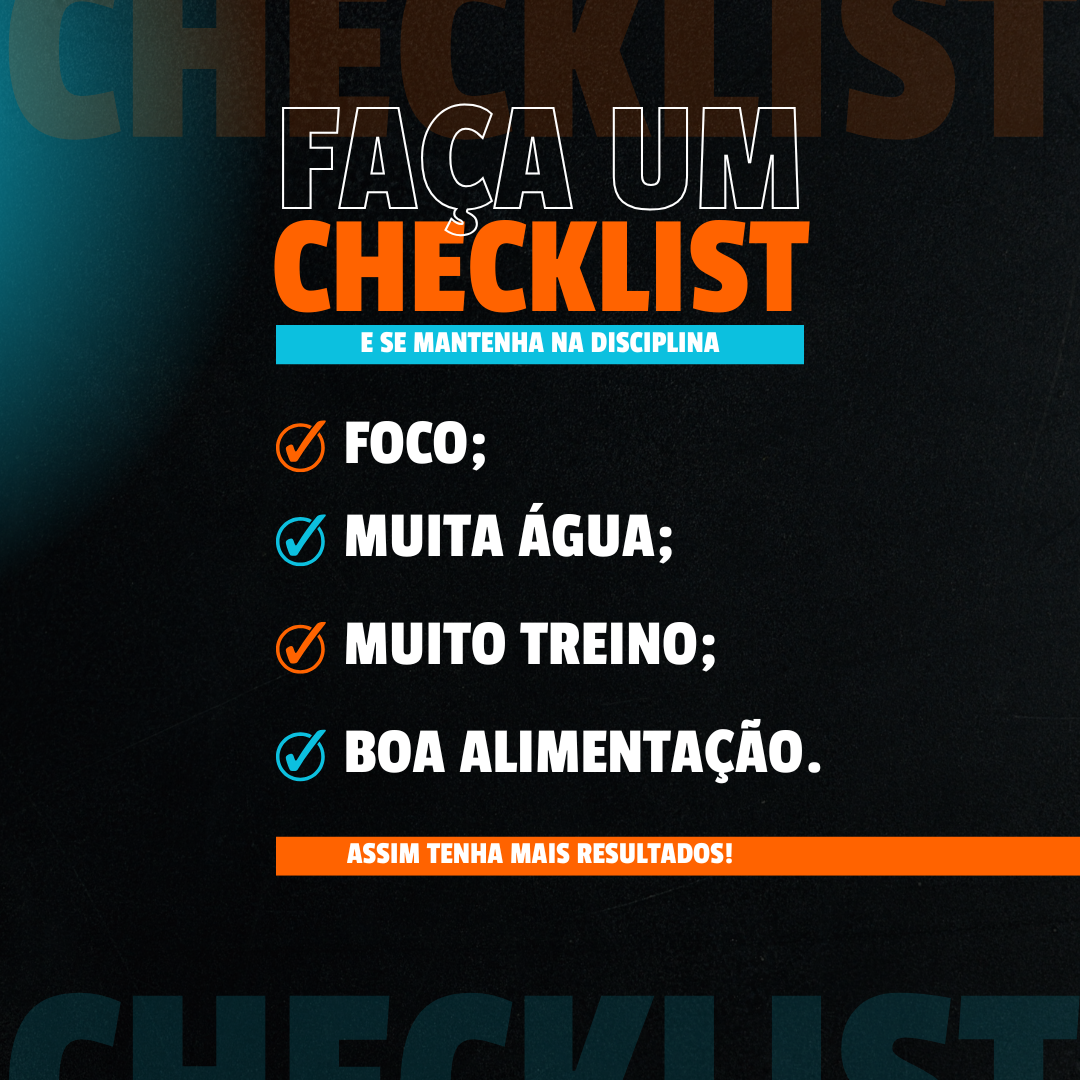 CHECKLIST
FAÇA UM
CHECKLIST
E SE MANTENHA NA DISCIPLINA
FOCO;
MUITA ÁGUA;
MUITO TREINO;
BOA ALIMENTAÇÃO.
ASSIM TENHA MAIS RESULTADOS!
CHECKLIST